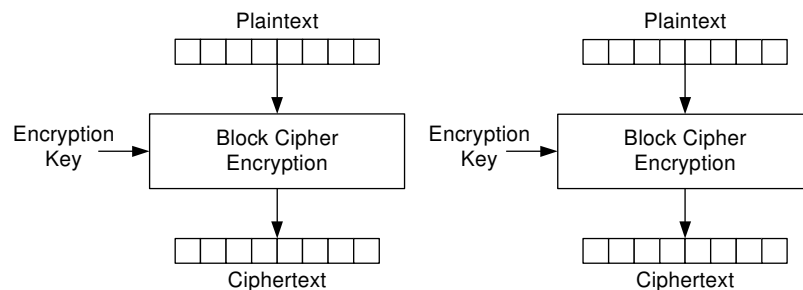 Plaintext
Encryption
Key
Block Cipher
Encryption
Ciphertext
Plaintext
Encryption
Key
Block Cipher
Encryption
Ciphertext